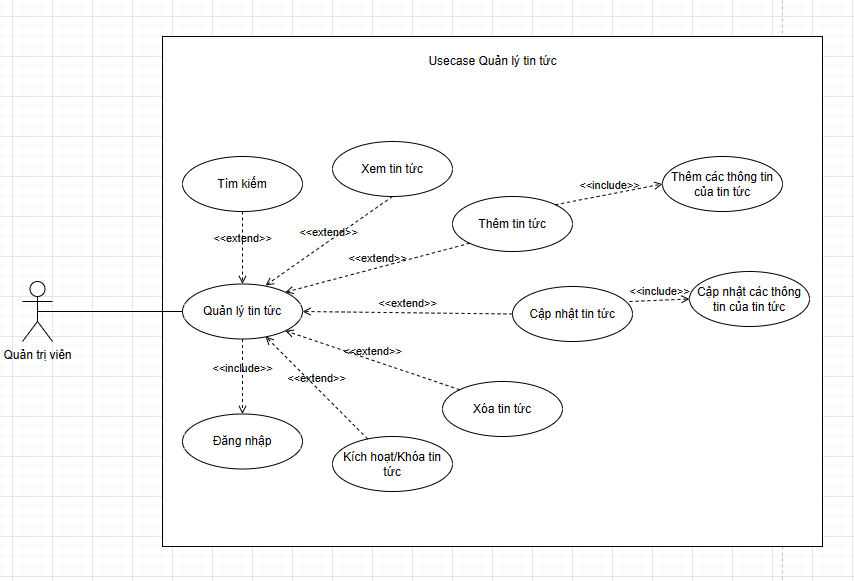 Usecase Quản lý tin tức
Tìm kiếm
Xem tin tức
Thêm tin tức
<<include>>
Thêm các thông tin
của tin tức
<<extend>>
<<extend>>
<<extend>>
Quản trị viên
Quản lý tin tức
<<extend>>
Cập nhật tin tức
<<include>>
Cập nhật các thông
tin của tin tức
<<extend>>
<<include>>
<<extend>>
Xóa tin tức
Đăng nhập
Kích hoạt/Khóa tin
tức